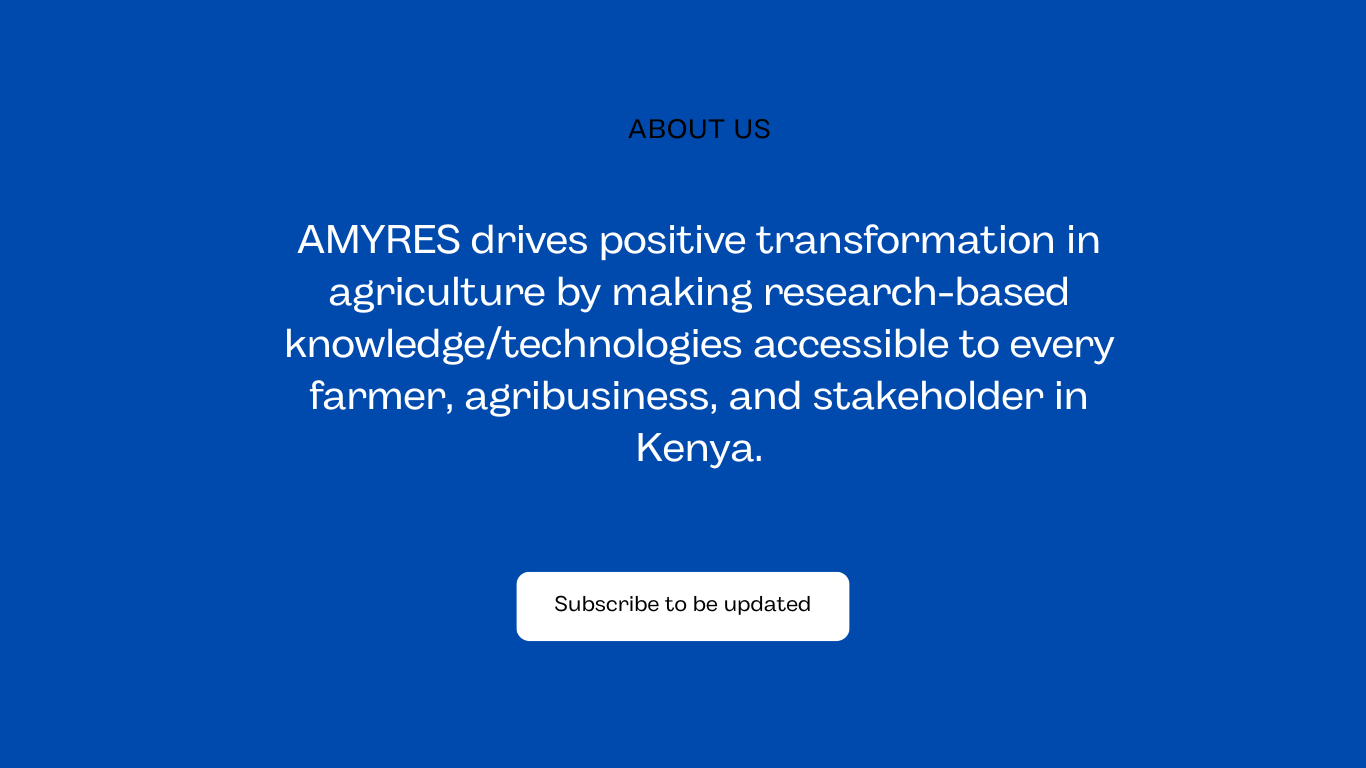 ABOUT US
AMYRES drives positive transformation in
agriculture by making research-based
knowledge/technologies accessible to every
farmer, agribusiness, and stakeholder in
Kenya.
Subscribe to be updated